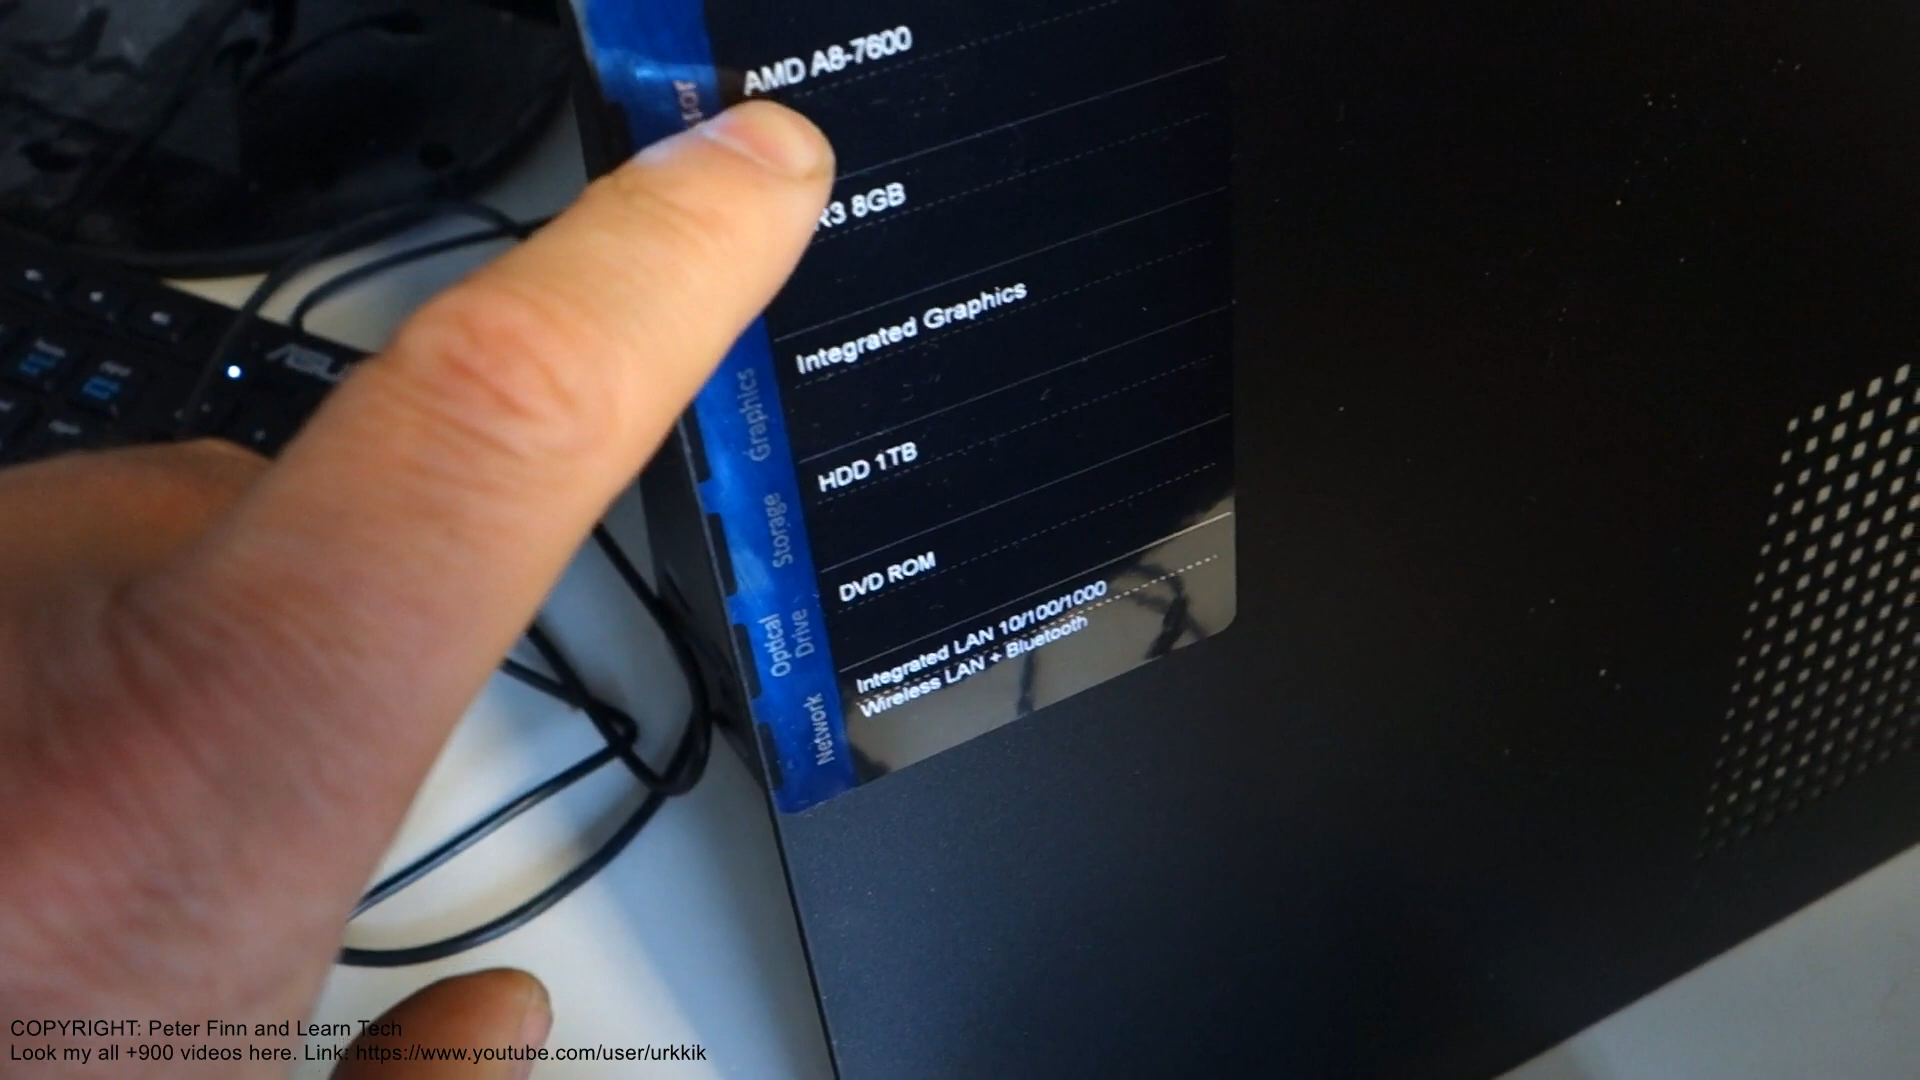 AMD A8-7600
R3 8GB
Graphics
Integrated Graphics
Storage
HDD 1TB
Optical
Drive
DVD ROM
Network
Integrated LAN 10/100/1000
Wireless LAN + Bluetooth
ASUS
COPYRIGHT: Peter Finn and Learn Tech
Look my all +900 videos here. Link: https://www.youtube.com/user/urkkik